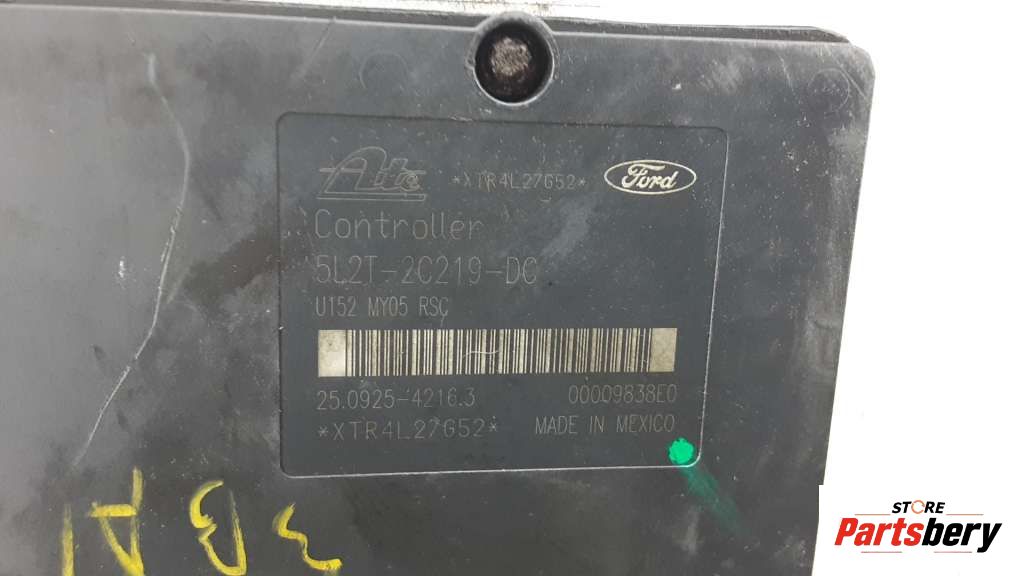 Ate *XTR4L27G52* Ford
Controller
5L2T-2C219-DC
U152 MY05 RSC
25.0925-4216.3 00009838E0
*XTR4L27G52* MADE IN MEXICO
STORE
Partsbery